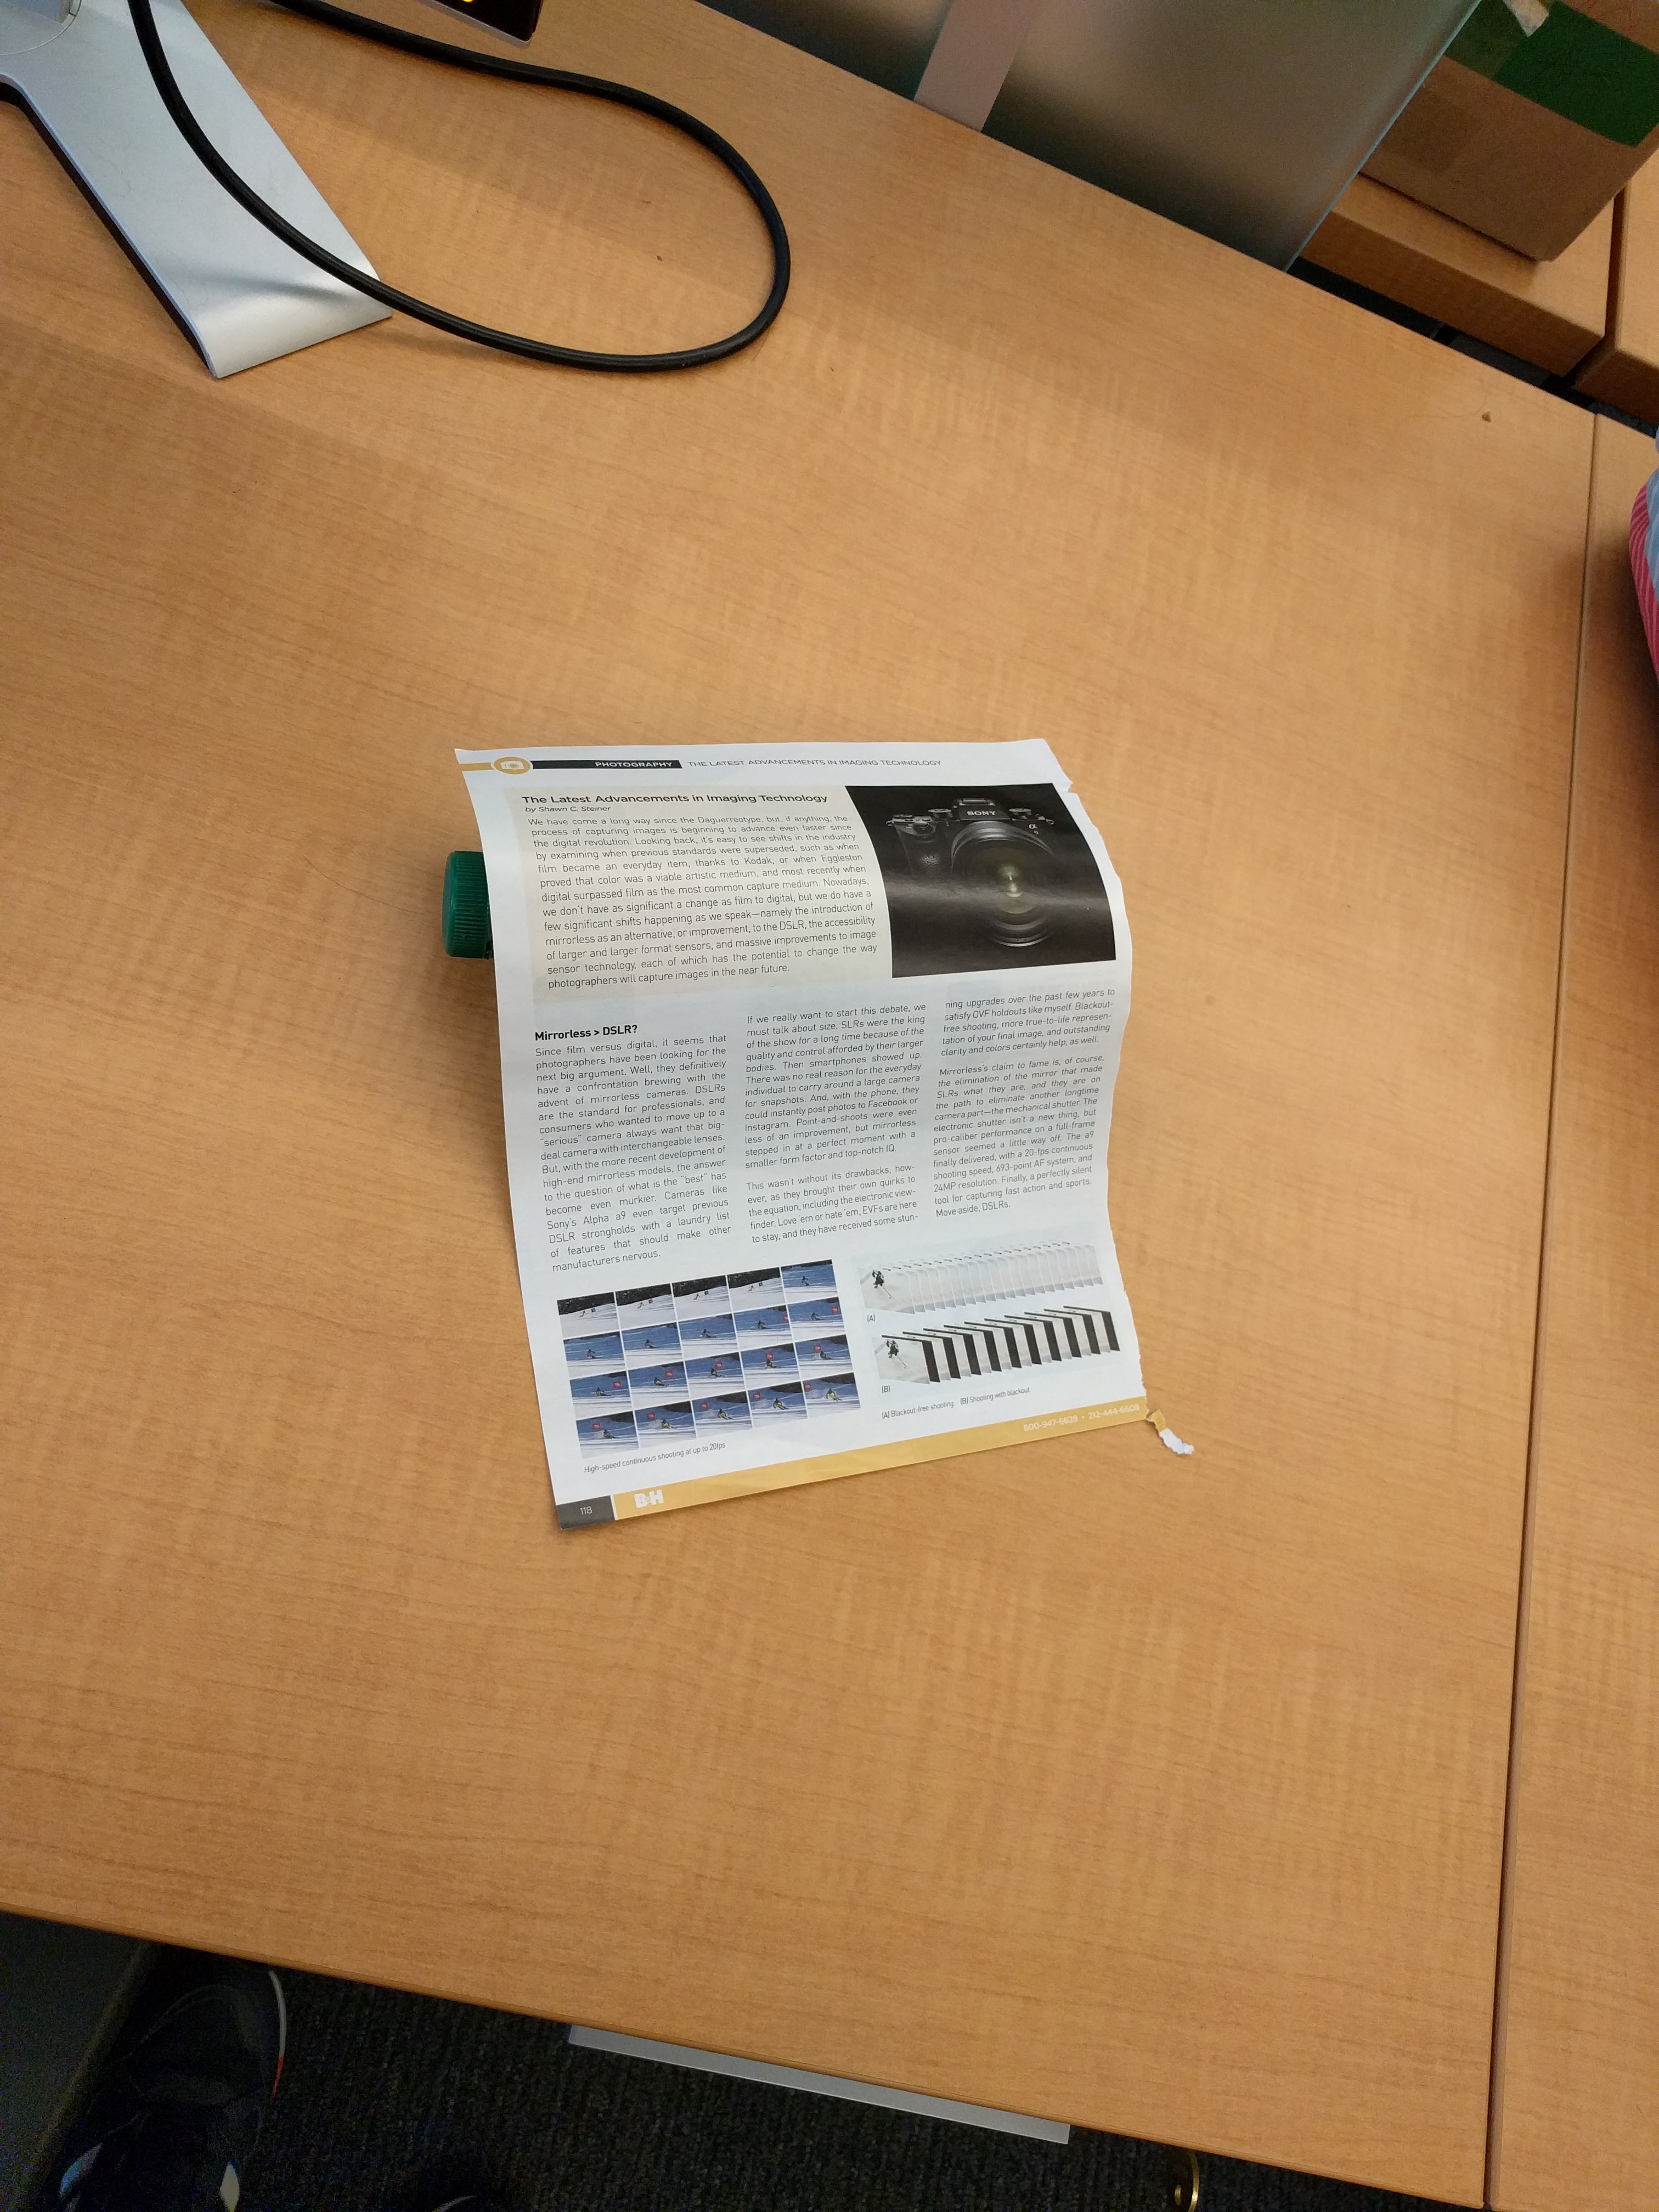 PHOTOGRAPHY THE LATEST ADVANCEMENTS IN IMAGING TECHNOLOGY
The Latest Advancements in Imaging Technology
by Shawn C. Steiner
We have come a long way since the Daguerreotype, but, if anything, the
process of capturing images is beginning to advance even faster since
the digital revolution. Looking back, it's easy to see shifts in the industry
by examining when previous standards were superseded, such as when
film became an everyday item, thanks to Kodak, or when Eggleston
proved that color was a viable artistic medium, and most recently when
digital surpassed film as the most common capture medium. Nowadays,
we don't have as significant a change as film to digital, but we do have a
few significant shifts happening as we speak—namely the introduction of
mirrorless as an alternative, or improvement, to the DSLR, the accessibility
of larger and larger format sensors, and massive improvements to image
sensor technology, each of which has the potential to change the way
photographers will capture images in the near future.
SONY
α
9
Mirrorless > DSLR?
Since film versus digital, it seems that
photographers have been looking for the
next big argument. Well, they definitively
have a confrontation brewing with the
advent of mirrorless cameras. DSLRs
are the standard for professionals, and
consumers who wanted to move up to a
"serious" camera always want that big-
deal camera with interchangeable lenses.
But, with the more recent development of
high-end mirrorless models, the answer
to the question of what is the "best" has
become even murkier. Cameras like
Sony's Alpha a9 even target previous
DSLR strongholds with a laundry list
of features that should make other
manufacturers nervous.
If we really want to start this debate, we
must talk about size. SLRs were the king
of the show for a long time because of the
quality and control afforded by their larger
bodies. Then smartphones showed up.
There was no real reason for the everyday
individual to carry around a large camera
for snapshots. And, with the phone, they
could instantly post photos to Facebook or
Instagram. Point-and-shoots were even
less of an improvement, but mirrorless
stepped in at a perfect moment with a
smaller form factor and top-notch IQ.
This wasn't without its drawbacks, how-
ever, as they brought their own quirks to
the equation, including the electronic view-
finder. Love 'em or hate 'em, EVFs are here
to stay, and they have received some stun-
ning upgrades over the past few years to
satisfy OVF holdouts like myself. Blackout-
free shooting, more true-to-life represen-
tation of your final image, and outstanding
clarity and colors certainly help, as well.
Mirrorless's claim to fame is, of course,
the elimination of the mirror that made
SLRs what they are, and they are on
the path to eliminate another longtime
camera part—the mechanical shutter. The
electronic shutter isn't a new thing, but
pro-caliber performance on a full-frame
sensor seemed a little way off. The a9
finally delivered, with a 20-fps continuous
shooting speed, 693-point AF system, and
24MP resolution. Finally, a perfectly silent
tool for capturing fast action and sports.
Move aside, DSLRs.
High-speed continuous shooting at up to 20fps
(A)
(B)
(A) Blackout-free shooting (B) Shooting with blackout
118 B&H 800-947-6628 • 212-444-6608